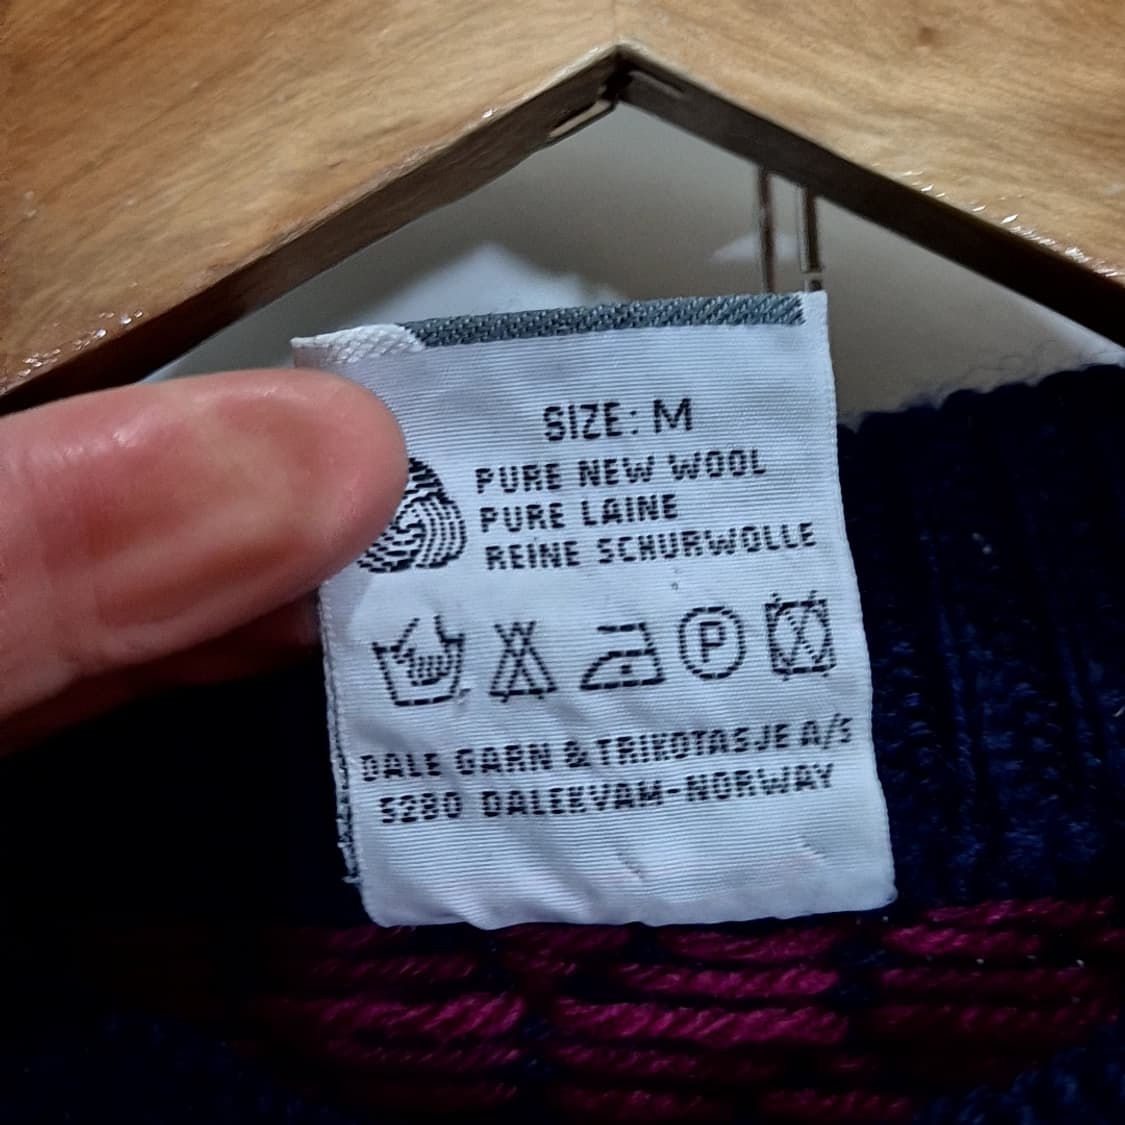 SIZE: M
PURE NEW WOOL
PURE LAINE
REINE SCHURWOLLE
P
DALE GARN & TRIKOTASJE A/S
5280 DALEKVAM-NORWAY